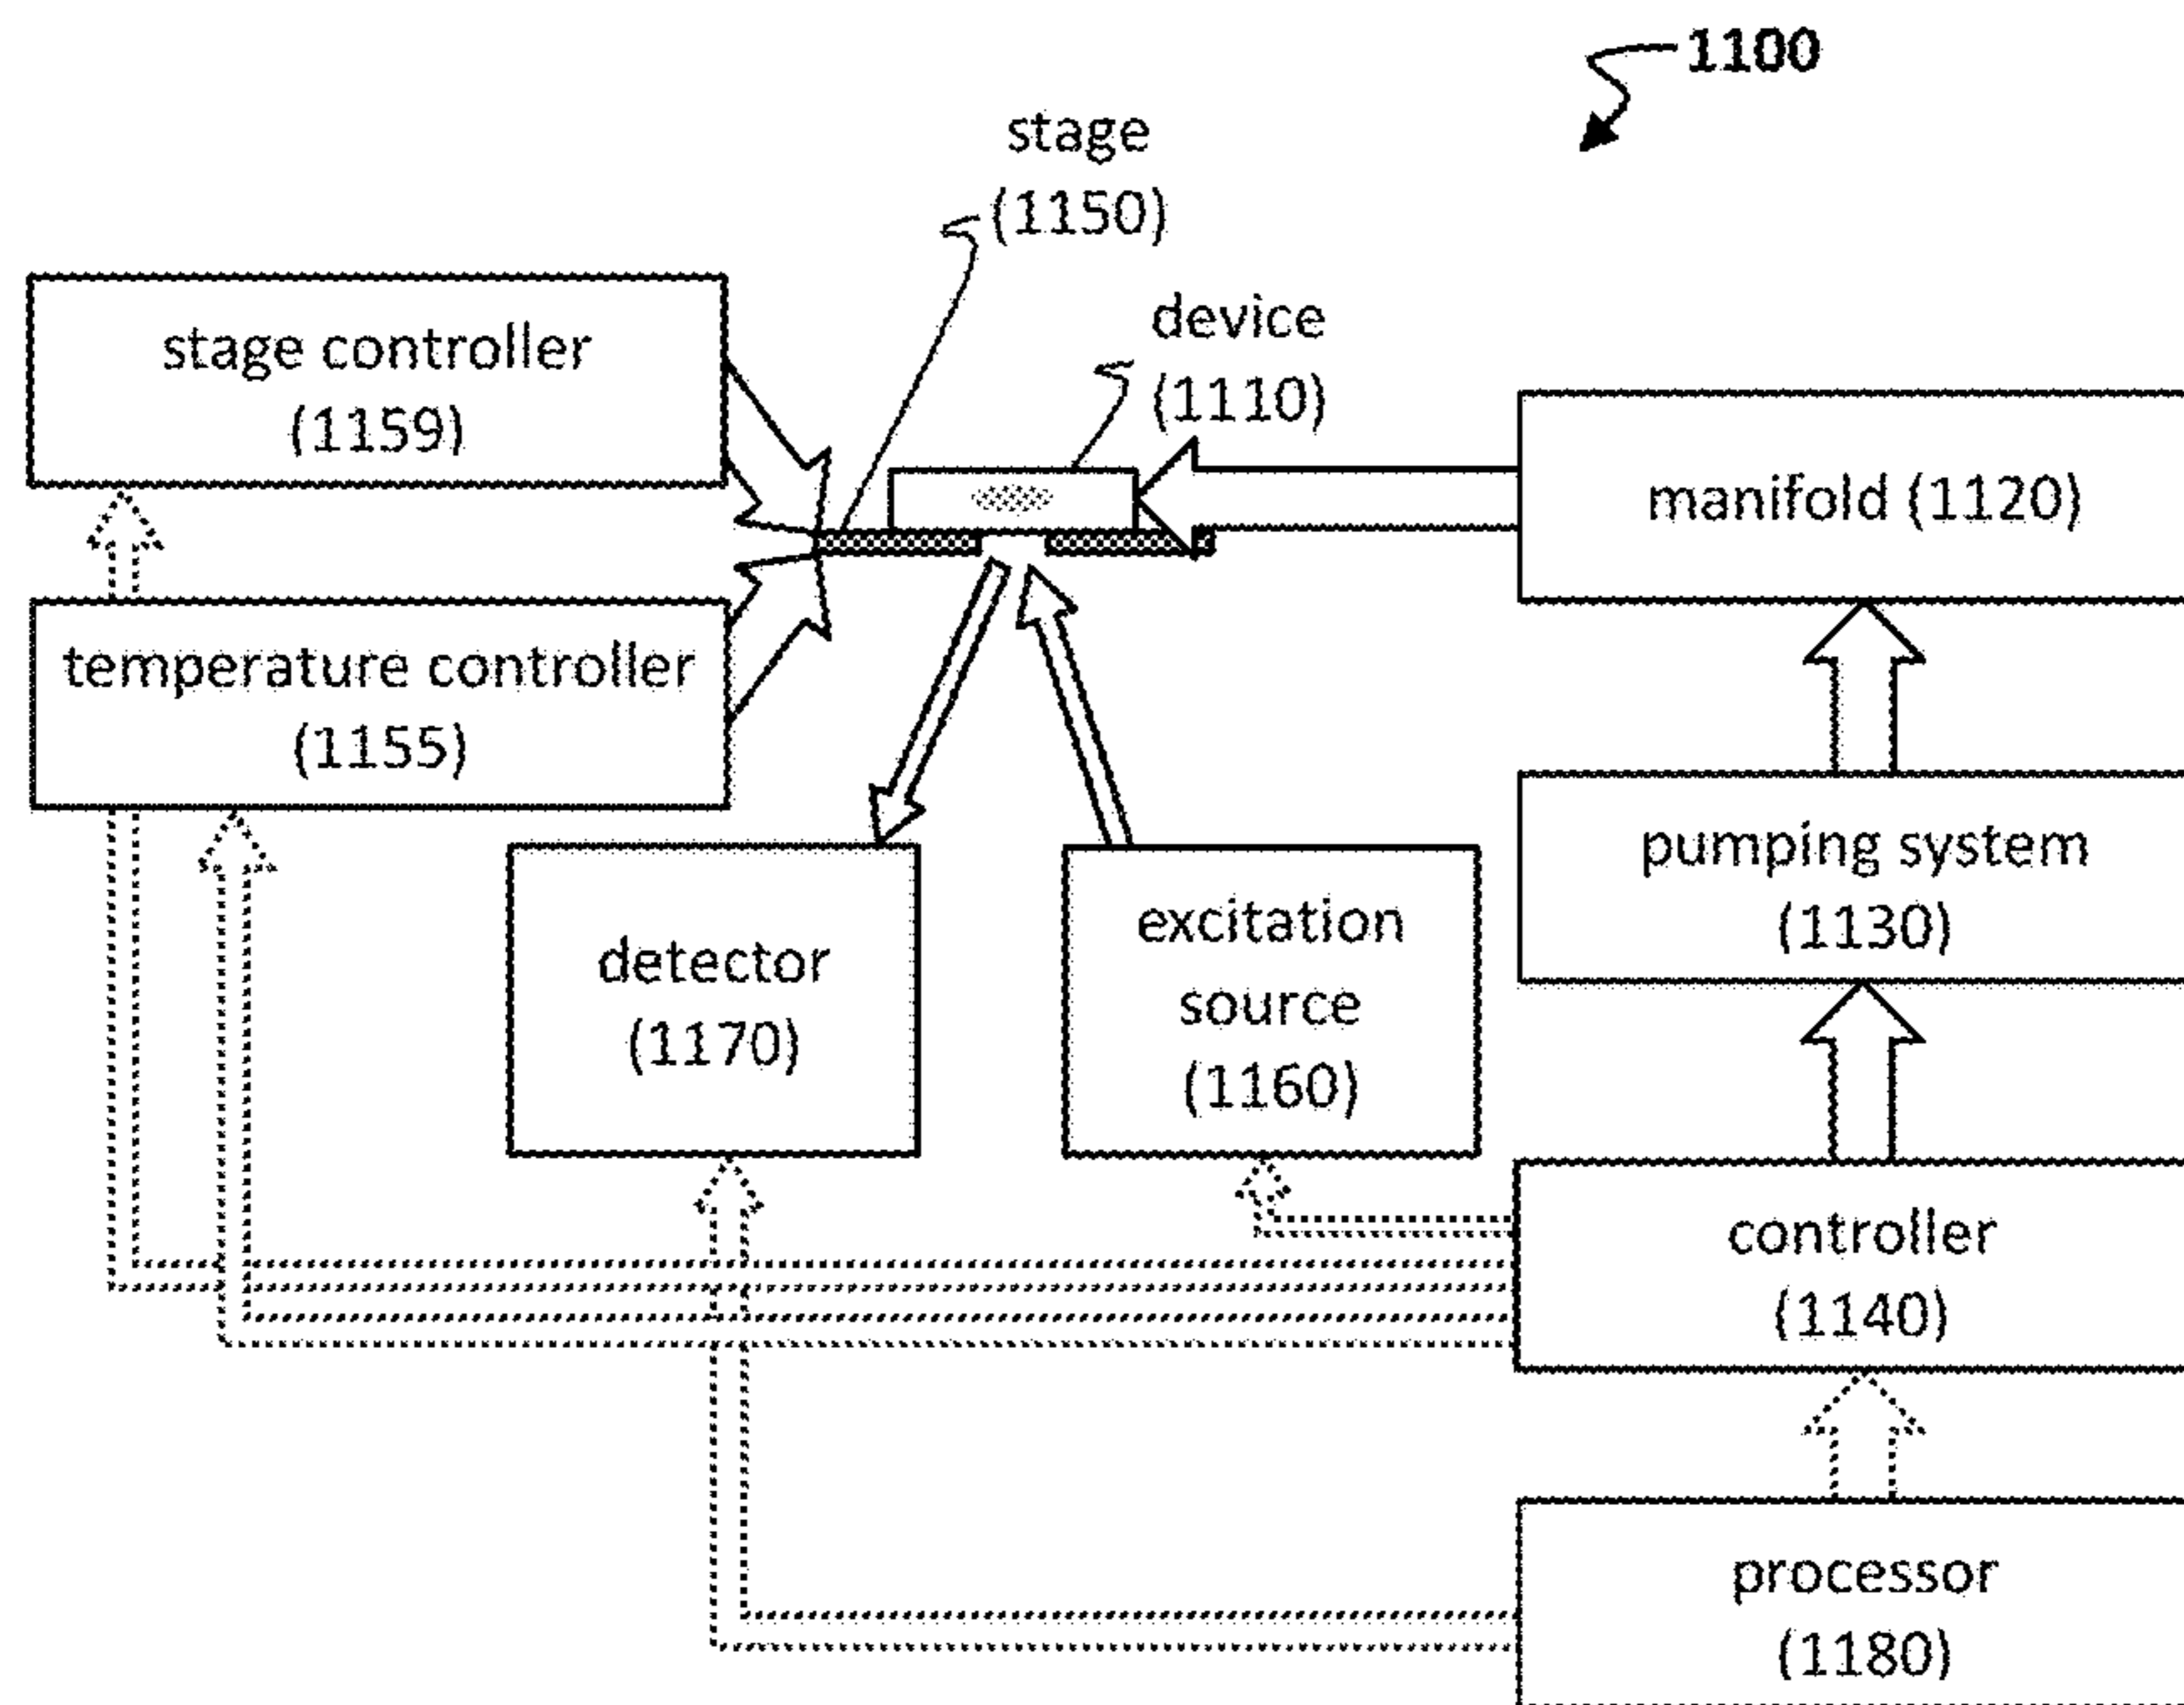 1100
stage
(1150)
device
(1110)
stage controller
(1159)
manifold (1120)
temperature controller
(1155)
pumping system
(1130)
detector
(1170)
excitation
source
(1160)
controller
(1140)
processor
(1180)